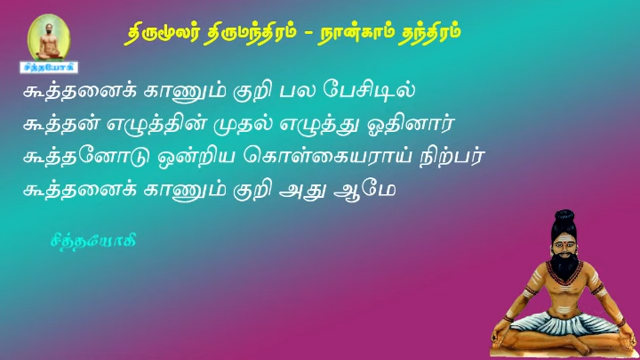 திருமூலர் திருமந்திரம் - நான்காம் தந்திரம்
சித்தயோகி
கூத்தனைக் காணும் குறி பல பேசிடில்
கூத்தன் எழுத்தின் முதல் எழுத்து ஓதினார்
கூத்தனோடு ஒன்றிய கொள்கையராய் நிற்பர்
கூத்தனைக் காணும் குறி அது ஆமே
சித்தயோகி